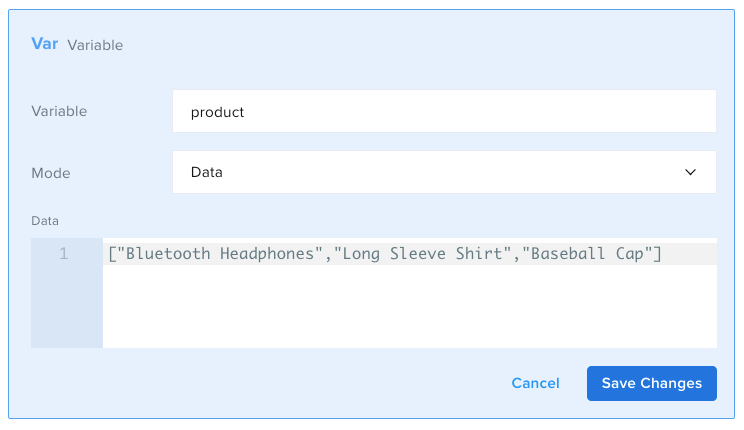 Var Variable
Variable product
Mode Data
Data
1 ["Bluetooth Headphones","Long Sleeve Shirt","Baseball Cap"]
Cancel Save Changes